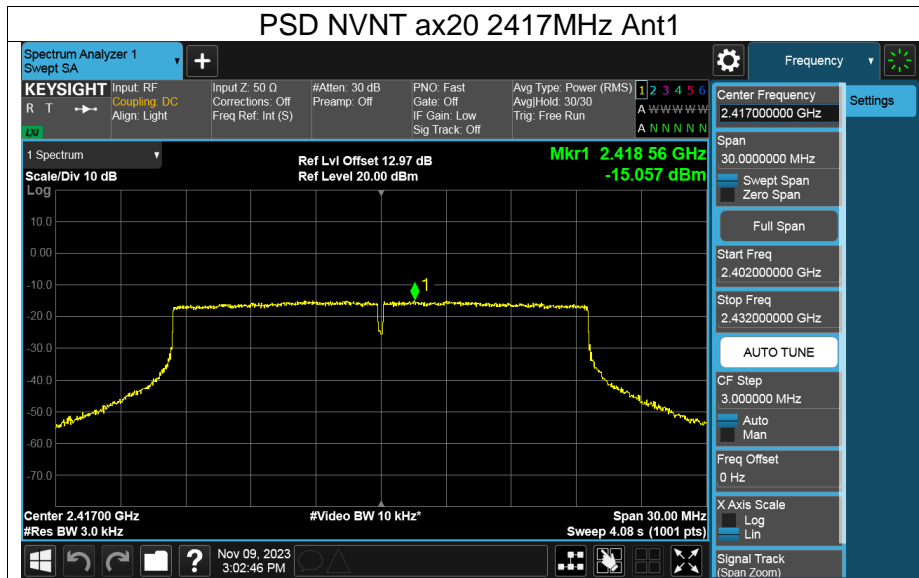 PSD NVNT ax20 2417MHz Ant1
Spectrum Analyzer 1
Swept SA
+
Frequency
KEYSIGHT
R T
LXI
Input: RF
Coupling: DC
Align: Light
Input Z: 50 Ω
Corrections: Off
Freq Ref: Int (S)
#Atten: 30 dB
Preamp: Off
PNO: Fast
Gate: Off
IF Gain: Low
Sig Track: Off
Avg Type: Power (RMS)
Avg|Hold: 30/30
Trig: Free Run
1 2 3 4 5 6
A W W W W W
A N N N N N
1 Spectrum
Scale/Div 10 dB
Log
Ref Lvl Offset 12.97 dB
Ref Level 20.00 dBm
Mkr1 2.418 56 GHz
-15.057 dBm
10.0
0.00
-10.0
-20.0
-30.0
-40.0
-50.0
-60.0
-70.0
1
Center 2.41700 GHz
#Res BW 3.0 kHz
#Video BW 10 kHz*
Span 30.00 MHz
Sweep 4.08 s (1001 pts)
Center Frequency
2.417000000 GHz
Settings
Span
30.0000000 MHz
Swept Span
Zero Span
Full Span
Start Freq
2.402000000 GHz
Stop Freq
2.432000000 GHz
AUTO TUNE
CF Step
3.000000 MHz
Auto
Man
Freq Offset
0 Hz
X Axis Scale
Log
Lin
Signal Track
(Span Zoom)
?
Nov 09, 2023
3:02:46 PM